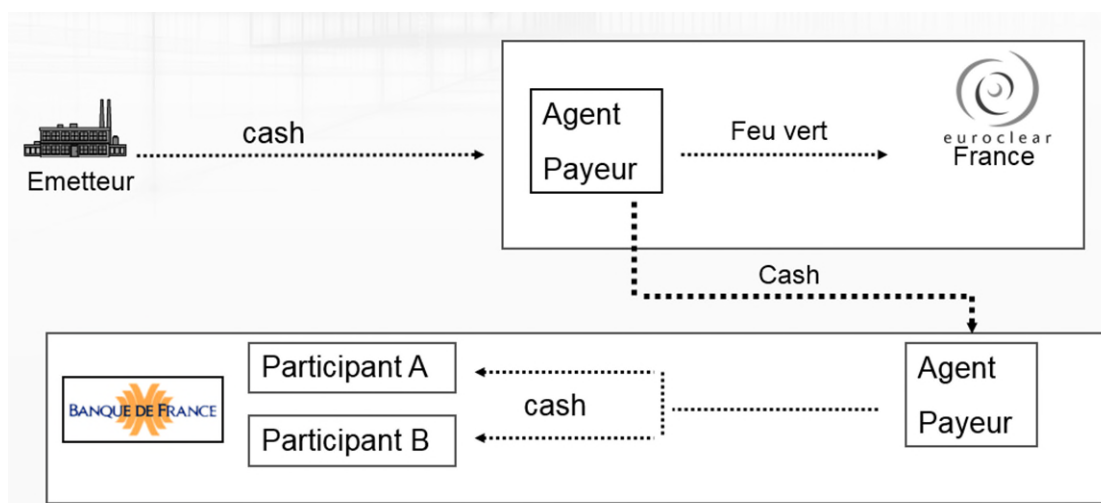 cash
Emetteur
Agent
Payeur
Feu vert
euroclear
France
Cash
BANQUE DE FRANCE
Participant A
cash
Participant B
Agent
Payeur